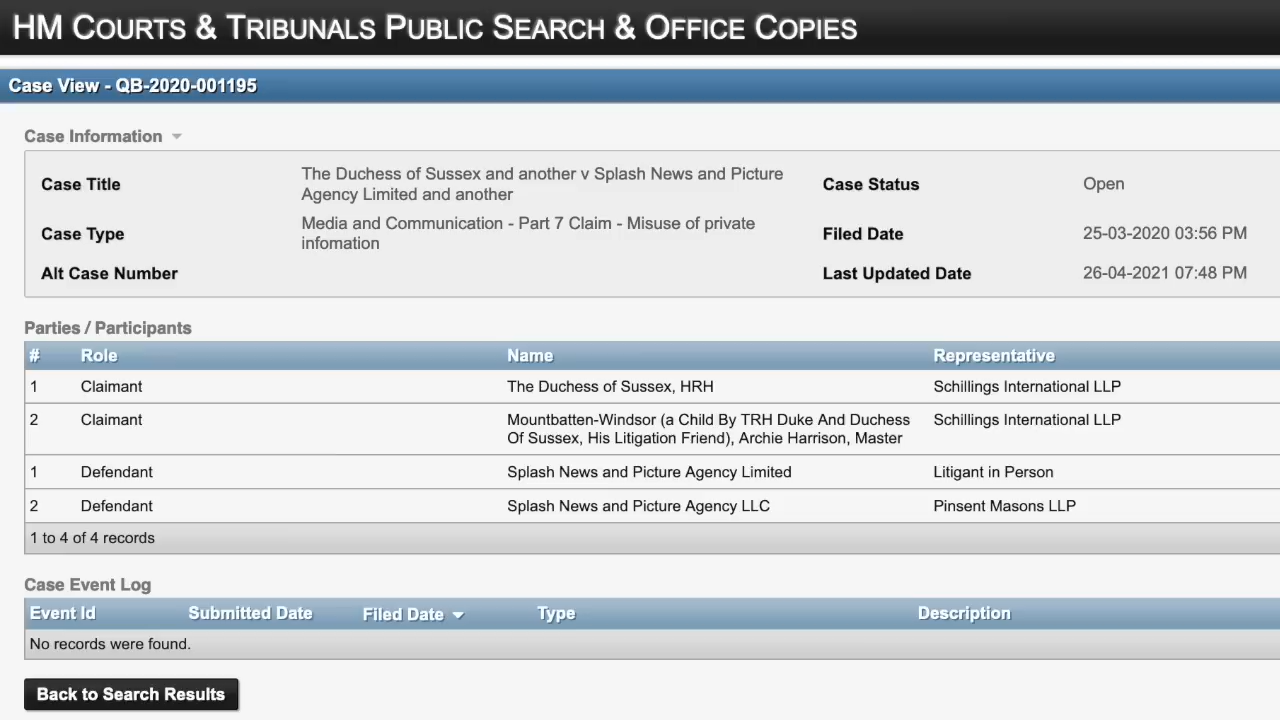 HM COURTS & TRIBUNALS PUBLIC SEARCH & OFFICE COPIES
Case View - QB-2020-001195
Case Information
Case Title
The Duchess of Sussex and another v Splash News and Picture
Agency Limited and another
Case Status
Open
Case Type
Media and Communication - Part 7 Claim - Misuse of private
infomation
Filed Date
25-03-2020 03:56 PM
Alt Case Number
Last Updated Date
26-04-2021 07:48 PM
Parties / Participants
# Role Name Representative
1 Claimant The Duchess of Sussex, HRH Schillings International LLP
2 Claimant Mountbatten-Windsor (a Child By TRH Duke And Duchess Schillings International LLP
Of Sussex, His Litigation Friend), Archie Harrison, Master
1 Defendant Splash News and Picture Agency Limited Litigant in Person
2 Defendant Splash News and Picture Agency LLC Pinsent Masons LLP
1 to 4 of 4 records
Case Event Log
Event Id Submitted Date Filed Date Type Description
No records were found.
Back to Search Results